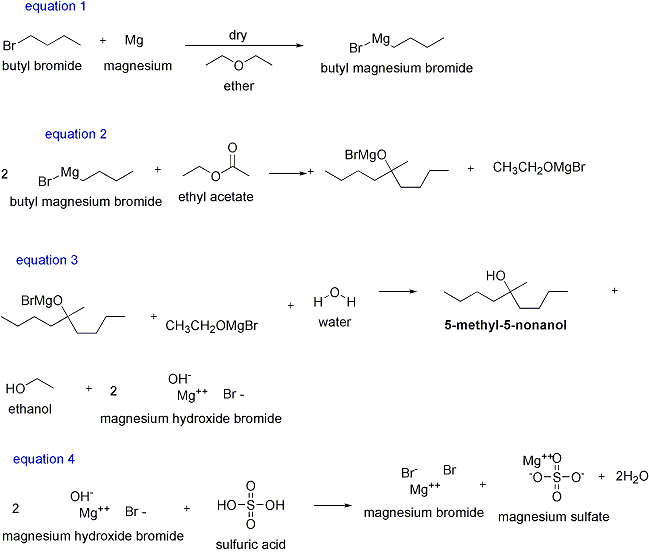 equation 1
Br + Mg dry Mg Br
O
butyl bromide magnesium ether butyl magnesium bromide
equation 2
2 Br Mg + O O BrMgO + CH3CH2OMgBr
+
butyl magnesium bromide ethyl acetate
equation 3
BrMgO + CH3CH2OMgBr + H O H HO +
water 5-methyl-5-nonanol
HO + 2 OH- Mg++ Br -
ethanol magnesium hydroxide bromide
equation 4
2 OH- Mg++ Br - + HO S OH O O Br- Br Mg++ + Mg++ O -O S O- O + 2H2O
magnesium hydroxide bromide sulfuric acid magnesium bromide magnesium sulfate